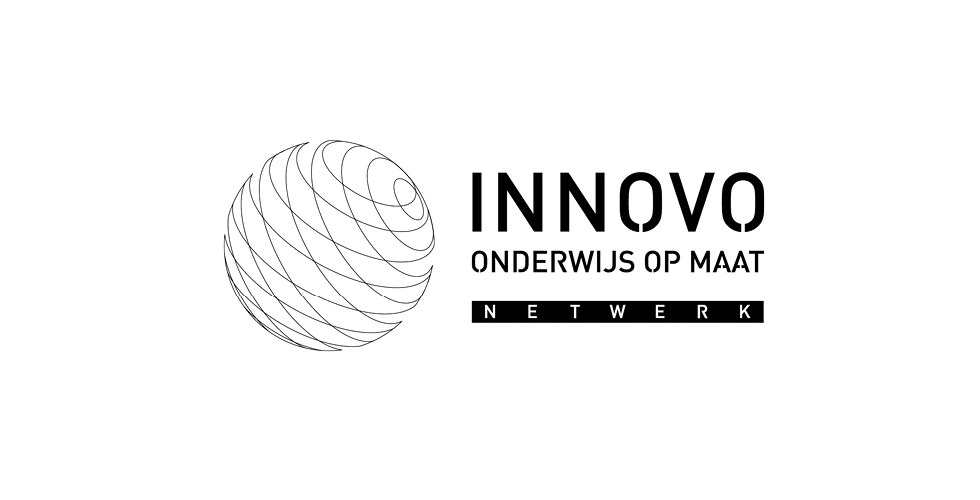 INNOVO
ONDERWIJS OP MAAT
NETWERK